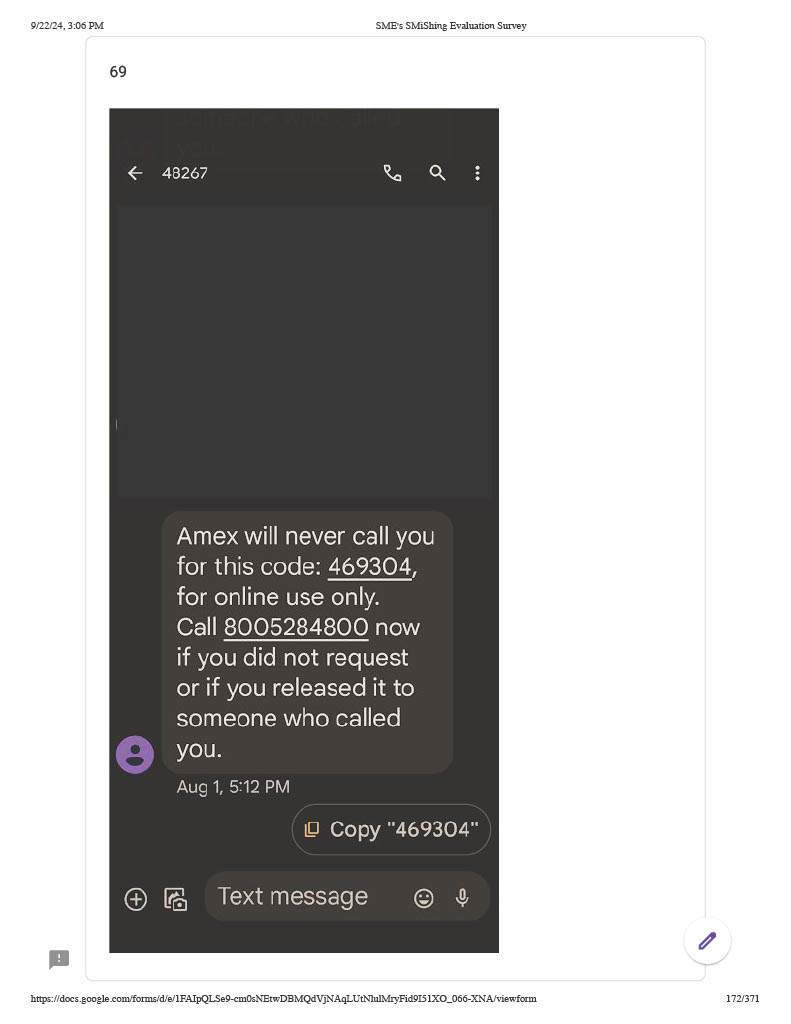 9/22/24, 3:06 PM SME's SMiShing Evaluation Survey
69
48267
Amex will never call you
for this code: 469304,
for online use only.
Call 8005284800 now
if you did not request
or if you released it to
someone who called
you.
Aug 1, 5:12 PM
Copy "469304"
Text message
https://docs.google.com/forms/d/e/1FAIpQLSe9-cm0sNEtwDBMQdVjNAqLUtNlulMryFid9I51XO_066-XNA/viewform 172/371